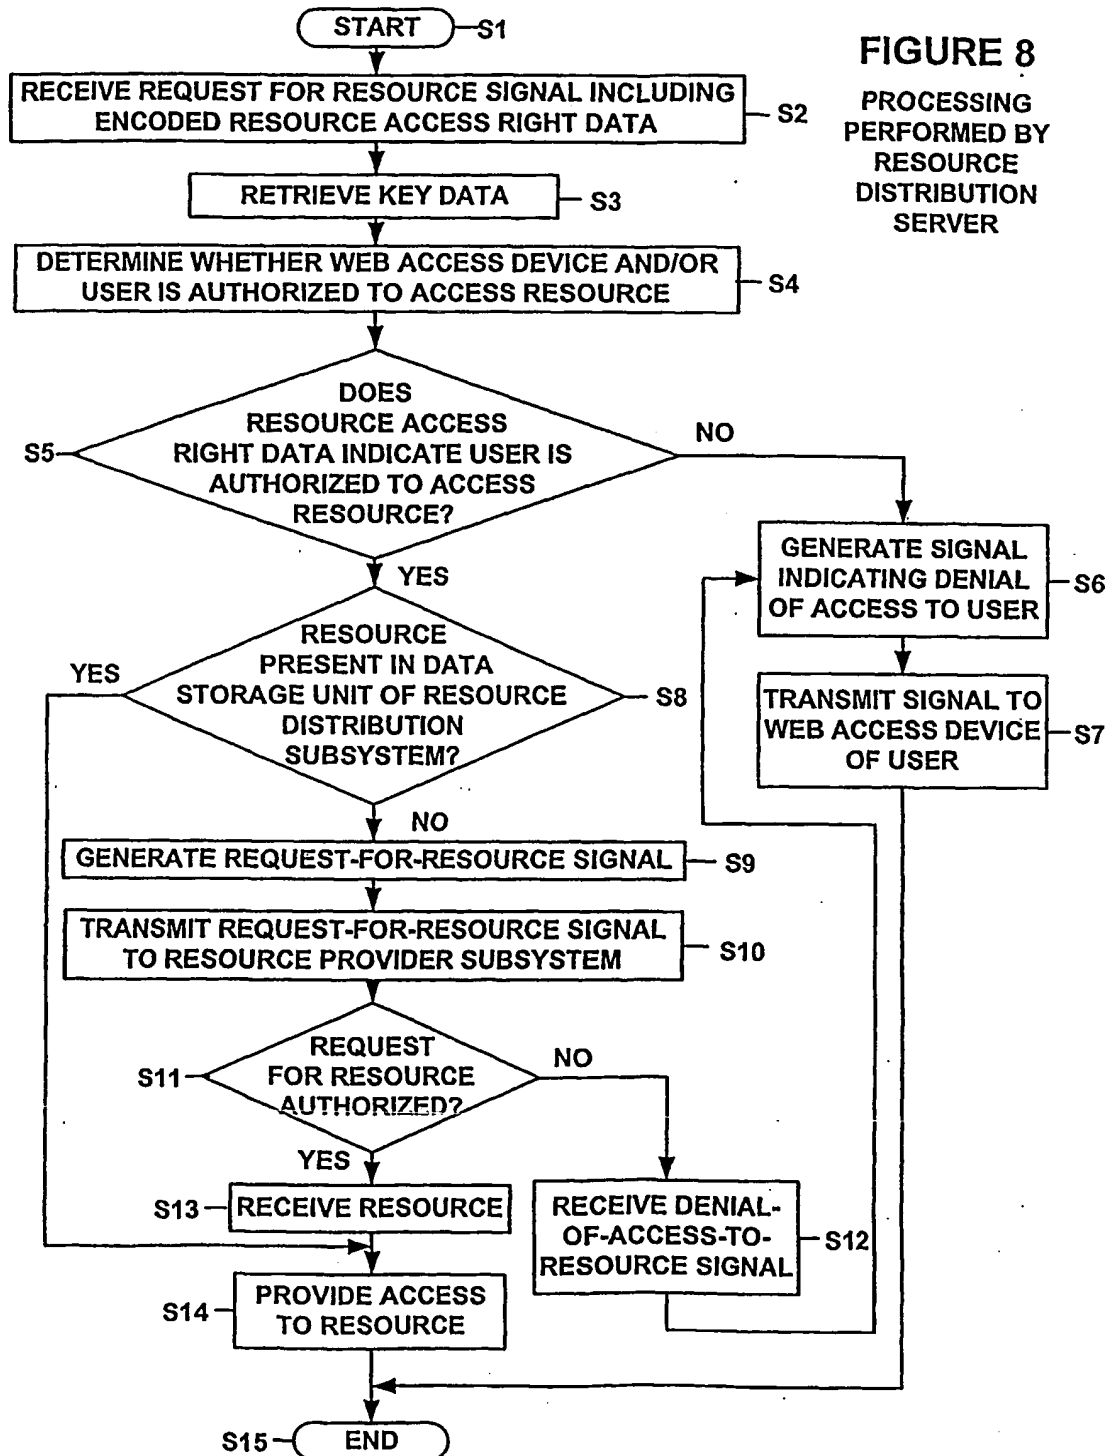 START
S1
FIGURE 8
PROCESSING
PERFORMED BY
RESOURCE
DISTRIBUTION
SERVER
RECEIVE REQUEST FOR RESOURCE SIGNAL INCLUDING
ENCODED RESOURCE ACCESS RIGHT DATA
S2
RETRIEVE KEY DATA
S3
DETERMINE WHETHER WEB ACCESS DEVICE AND/OR
USER IS AUTHORIZED TO ACCESS RESOURCE
S4
DOES
RESOURCE ACCESS
RIGHT DATA INDICATE USER IS
AUTHORIZED TO ACCESS
RESOURCE?
S5
NO
YES
GENERATE SIGNAL
INDICATING DENIAL
OF ACCESS TO USER
S6
TRANSMIT SIGNAL TO
WEB ACCESS DEVICE
OF USER
S7
RESOURCE
PRESENT IN DATA
STORAGE UNIT OF RESOURCE
DISTRIBUTION
SUBSYSTEM?
YES
S8
NO
GENERATE REQUEST-FOR-RESOURCE SIGNAL
S9
TRANSMIT REQUEST-FOR-RESOURCE SIGNAL
TO RESOURCE PROVIDER SUBSYSTEM
S10
REQUEST
FOR RESOURCE
AUTHORIZED?
S11
NO
YES
S13
RECEIVE RESOURCE
RECEIVE DENIAL-
OF-ACCESS-TO-
RESOURCE SIGNAL
S12
S14
PROVIDE ACCESS
TO RESOURCE
S15
END